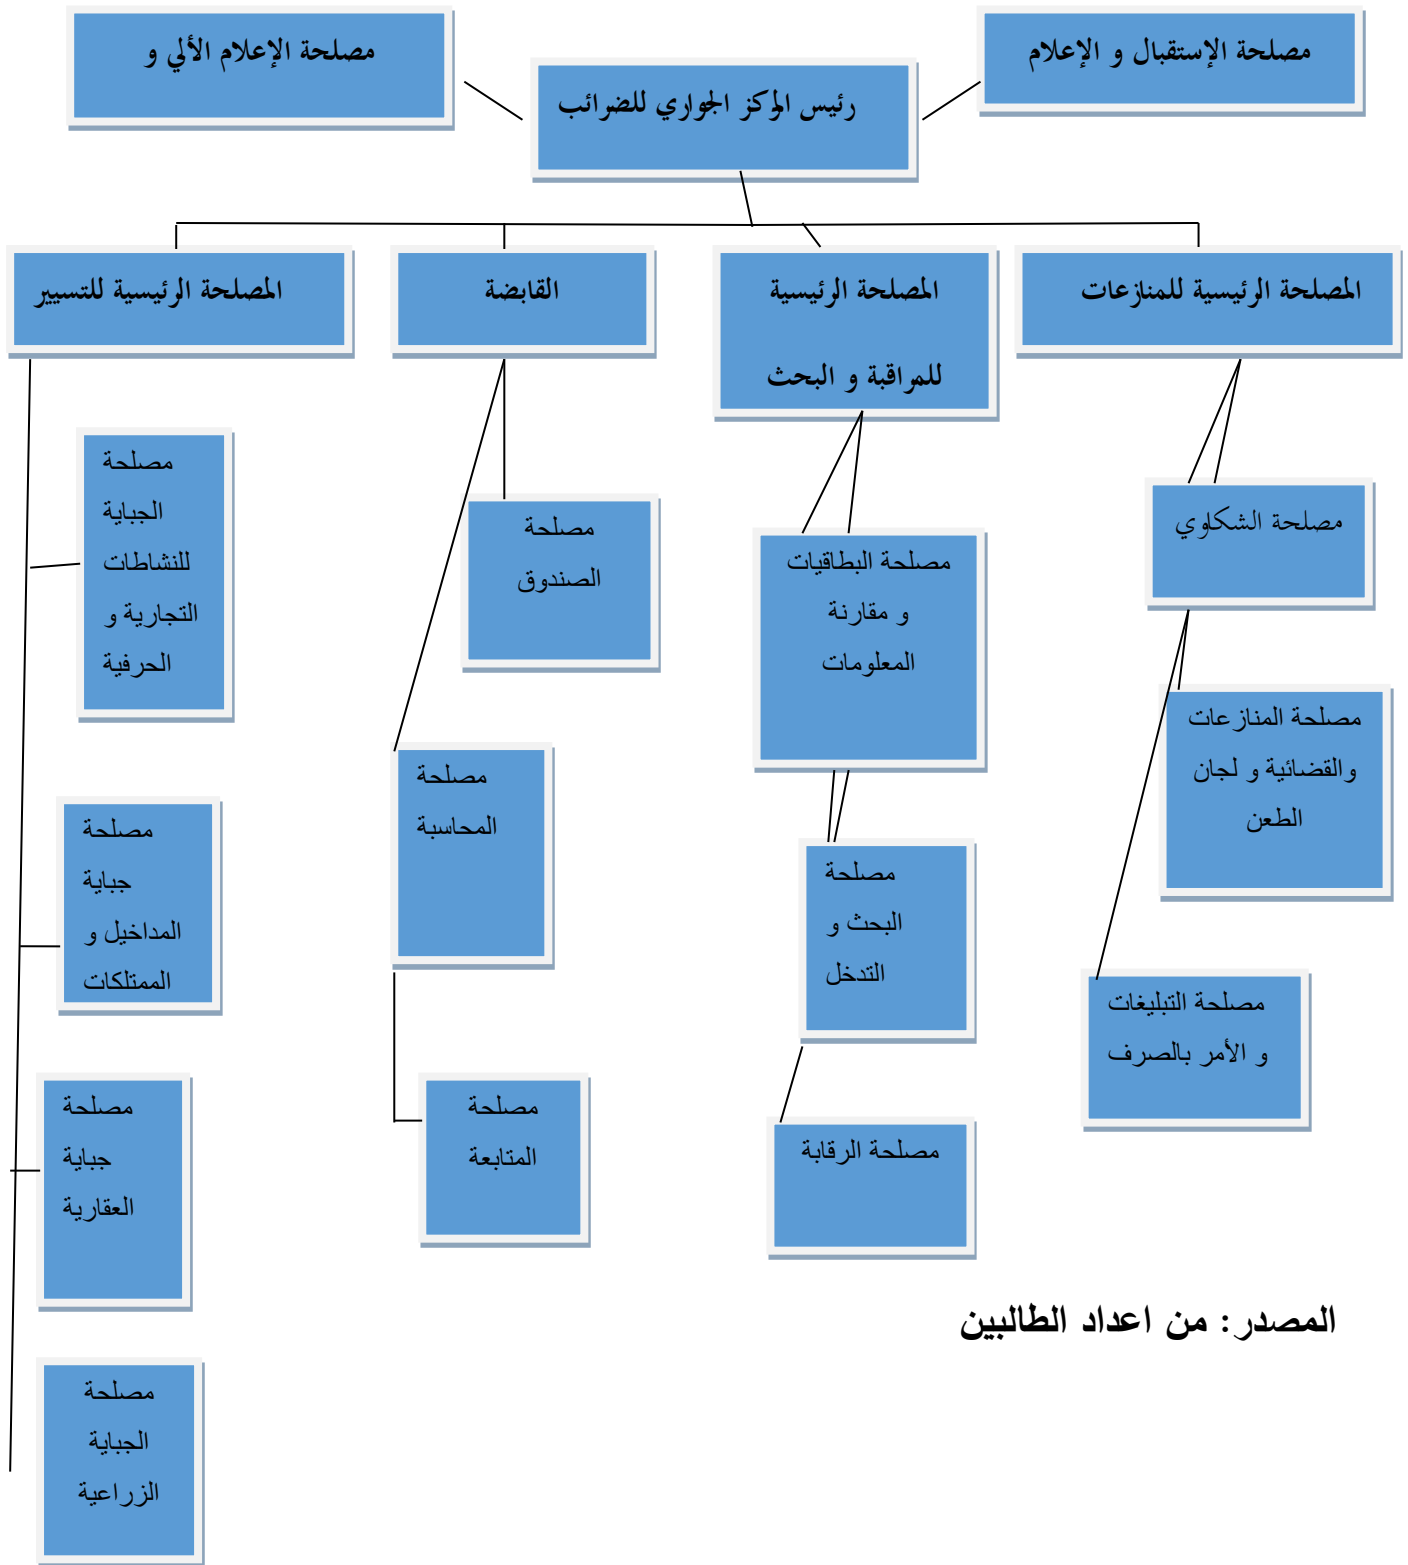 مصلحة الإستقبال و الإعلام
مصلحة الإعلام الألي و
رئيس المركز الجواري للضرائب
المصلحة الرئيسية للمنازعات
المصلحة الرئيسية
للمراقبة و البحث
القابضة
المصلحة الرئيسية للتسيير
مصلحة الشكاوي
مصلحة المنازعات
والقضائية و لجان
الطعن
مصلحة التبليغات
و الأمر بالصرف
مصلحة البطاقيات
و مقارنة
المعلومات
مصلحة
البحث و
التدخل
مصلحة الرقابة
مصلحة
الصندوق
مصلحة
المحاسبة
مصلحة
المتابعة
مصلحة
الجباية
للنشاطات
التجارية و
الحرفية
مصلحة
جباية
المداخيل و
الممتلكات
مصلحة
جباية
العقارية
مصلحة
الجباية
الزراعية
المصدر: من اعداد الطالبين